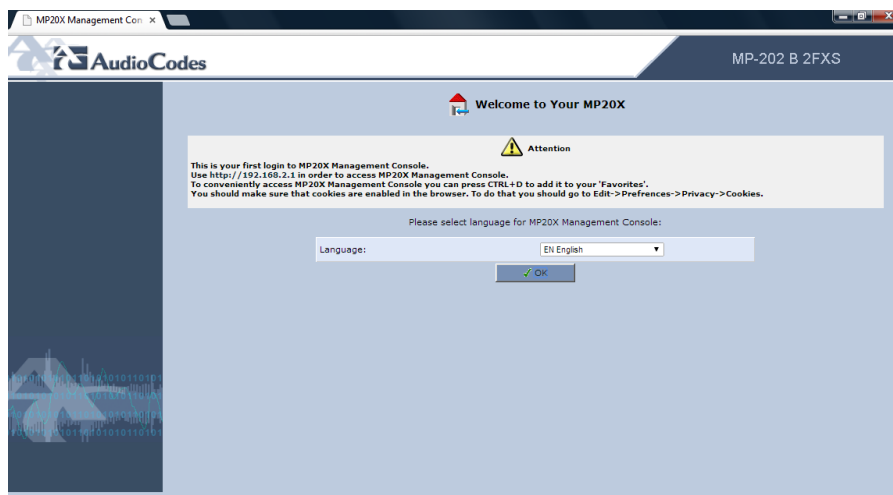 MP20X Management Con
AudioCodes
MP-202 B 2FXS
Welcome to Your MP20X
Attention
This is your first login to MP20X Management Console.
Use http://192.168.2.1 in order to access MP20X Management Console.
To conveniently access MP20X Management Console you can press CTRL+D to add it to your 'Favorites'.
You should make sure that cookies are enabled in the browser. To do that you should go to Edit->Prefrences->Privacy->Cookies.
Please select language for MP20X Management Console:
Language: EN English
OK